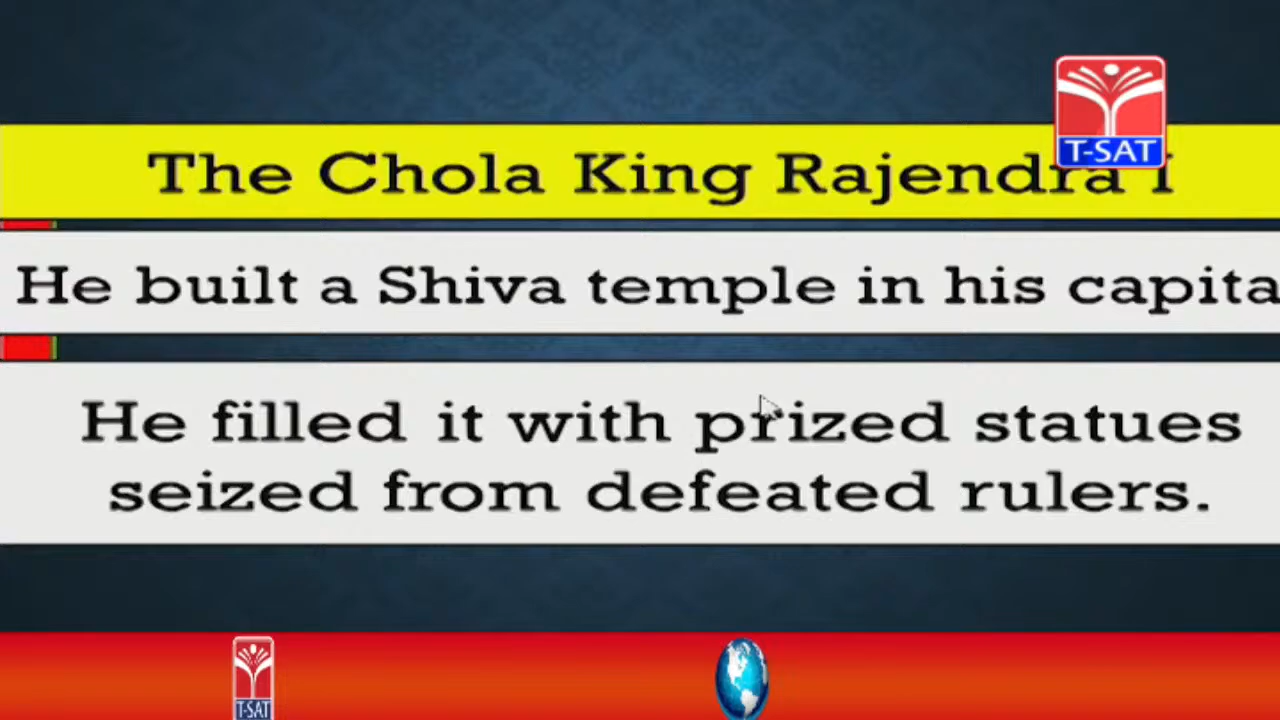 T-SAT
The Chola King Rajendra I
He built a Shiva temple in his capita
He filled it with prized statues
seized from defeated rulers.
T-SAT